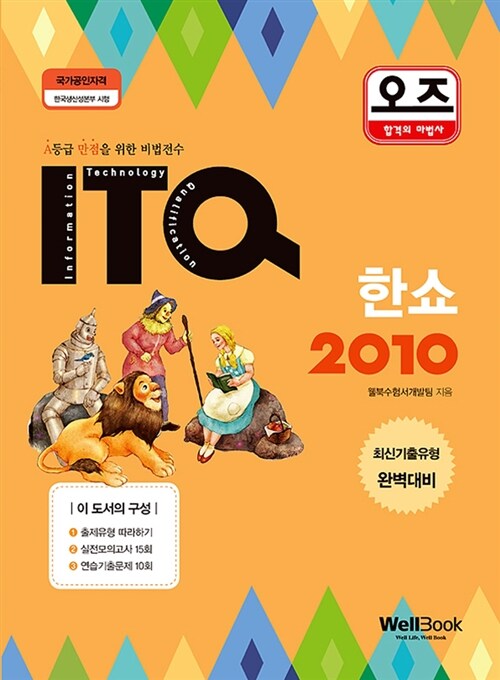 국가공인자격
한국생산성본부 시행
오즈
합격의 마법사
A등급 만점을 위한 비법전수
Information
Technology
Qualification
ITQ
한쇼
2010
웰북수험서개발팀 지음
최신기출유형
완벽대비
이 도서의 구성
1 출제유형 따라하기
2 실전모의고사 15회
3 연습기출문제 10회
WellBook
Well Life, Well Book